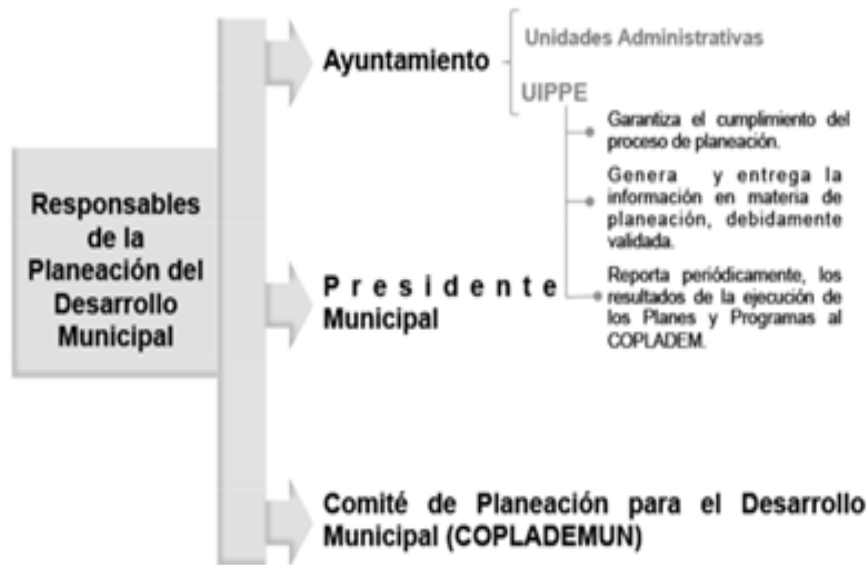 Responsables
de la
Planeación del
Desarrollo
Municipal
Ayuntamiento
Unidades Administrativas
UIPPE
Garantiza el cumplimiento del
proceso de planeación.
Genera y entrega la
información en materia de
planeación, debidamente
validada.
Reporta periódicamente, los
resultados de la ejecución de
los Planes y Programas al
COPLADEM.
Presidente
Municipal
Comité de Planeación para el Desarrollo
Municipal (COPLADEMUN)